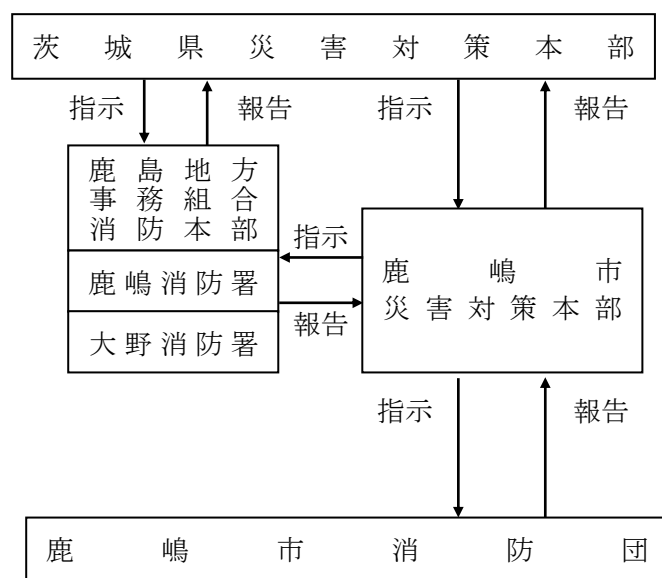 茨城県災害対策本部
指示
報告
指示
報告
鹿島地方
事務組合
消防本部
鹿嶋消防署
大野消防署
指示
報告
鹿嶋市
災害対策本部
指示
報告
鹿嶋市消防団